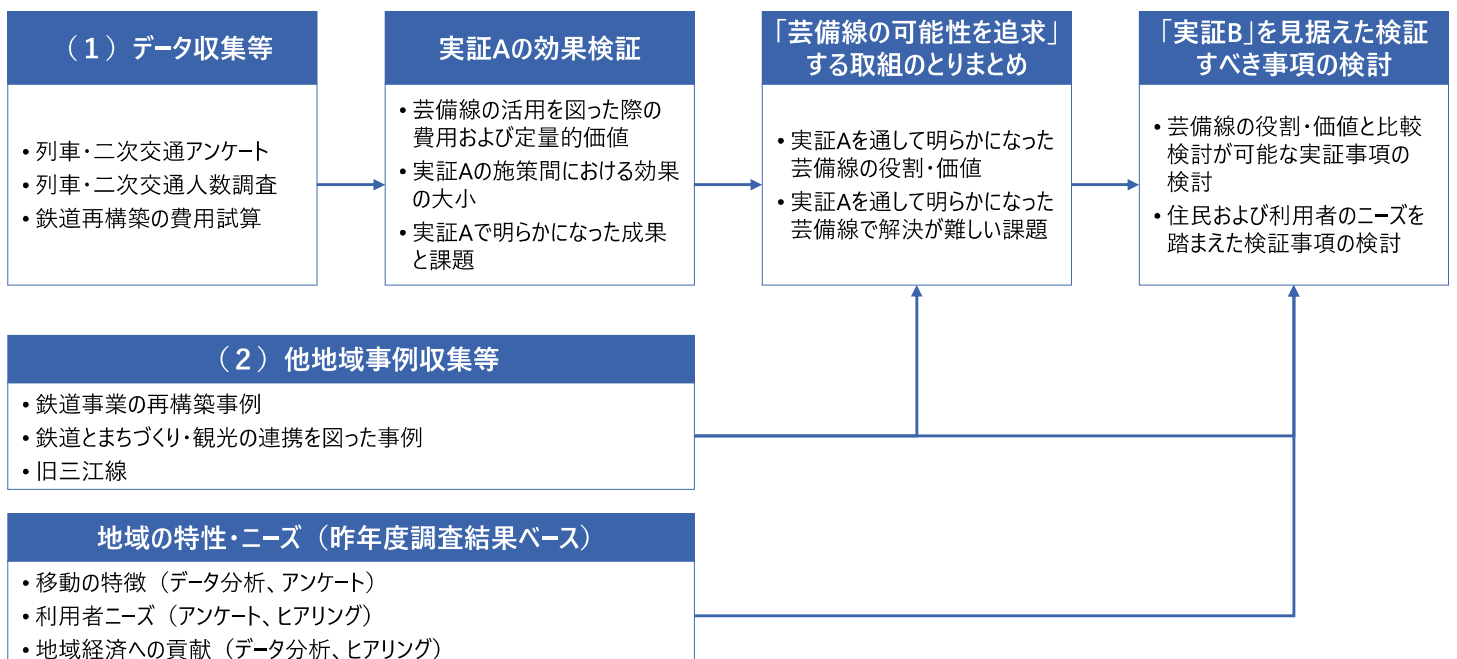 （１）データ収集等
・列車・二次交通アンケート
・列車・二次交通人数調査
・鉄道再構築の費用試算
実証Aの効果検証
・芸備線の活用を図った際の
費用および定量的価値
・実証Aの施策間における効果
の大小
・実証Aで明らかになった成果
と課題
「芸備線の可能性を追求」
する取組のとりまとめ
・実証Aを通して明らかになった
芸備線の役割・価値
・実証Aを通して明らかになった
芸備線で解決が難しい課題
「実証B」を見据えた検証
すべき事項の検討
・芸備線の役割・価値と比較
検討が可能な実証事項の
検討
・住民および利用者のニーズを
踏まえた検証事項の検討
（２）他地域事例収集等
・鉄道事業の再構築事例
・鉄道とまちづくり・観光の連携を図った事例
・旧三江線
地域の特性・ニーズ（昨年度調査結果ベース）
・移動の特徴（データ分析、アンケート）
・利用者ニーズ（アンケート、ヒアリング）
・地域経済への貢献（データ分析、ヒアリング）